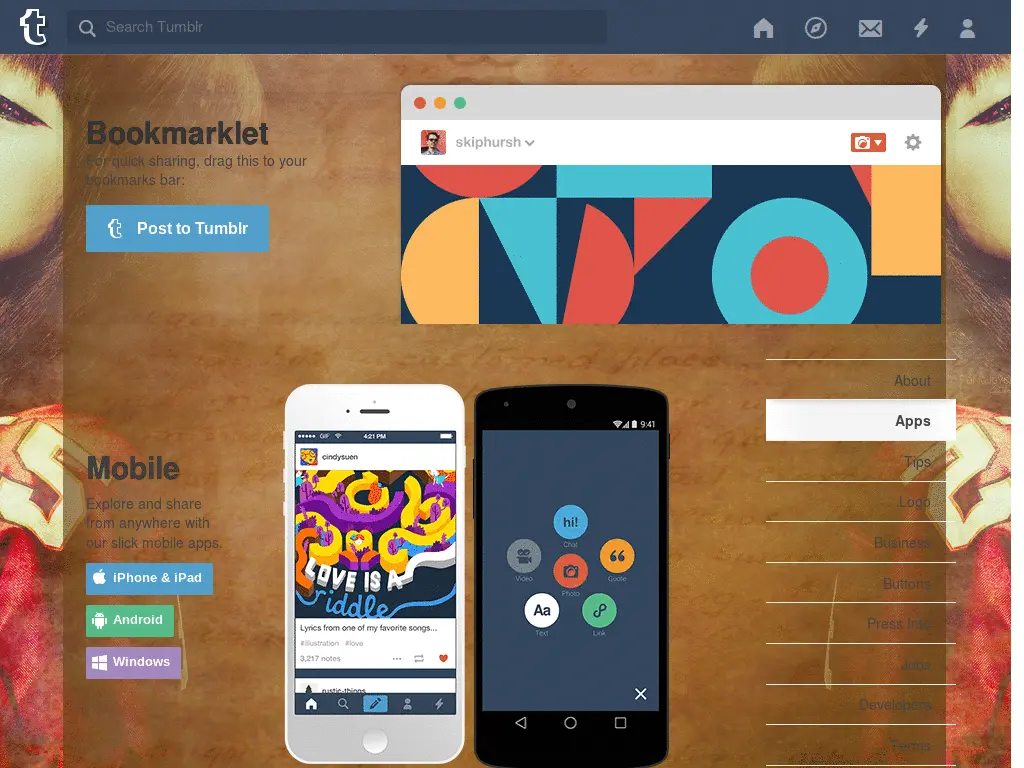 Search Tumblr
Bookmarklet
For quick sharing, drag this to your
bookmarks bar:
Post to Tumblr
skiphursh
About
Apps
Tips
Logo
Business
Buttons
Press Info
Jobs
Developers
Terms
Mobile
Explore and share
from anywhere with
our slick mobile apps.
iPhone & iPad
Android
Windows
GIF
4:21 PM
cindysuen
LOVE IS A
riddle
Lyrics from one of my favorite songs...
#illustration #love
3,217 notes
rustic-things
9:41
hi!
Chat
Video
Quote
Photo
Aa
Text
Link